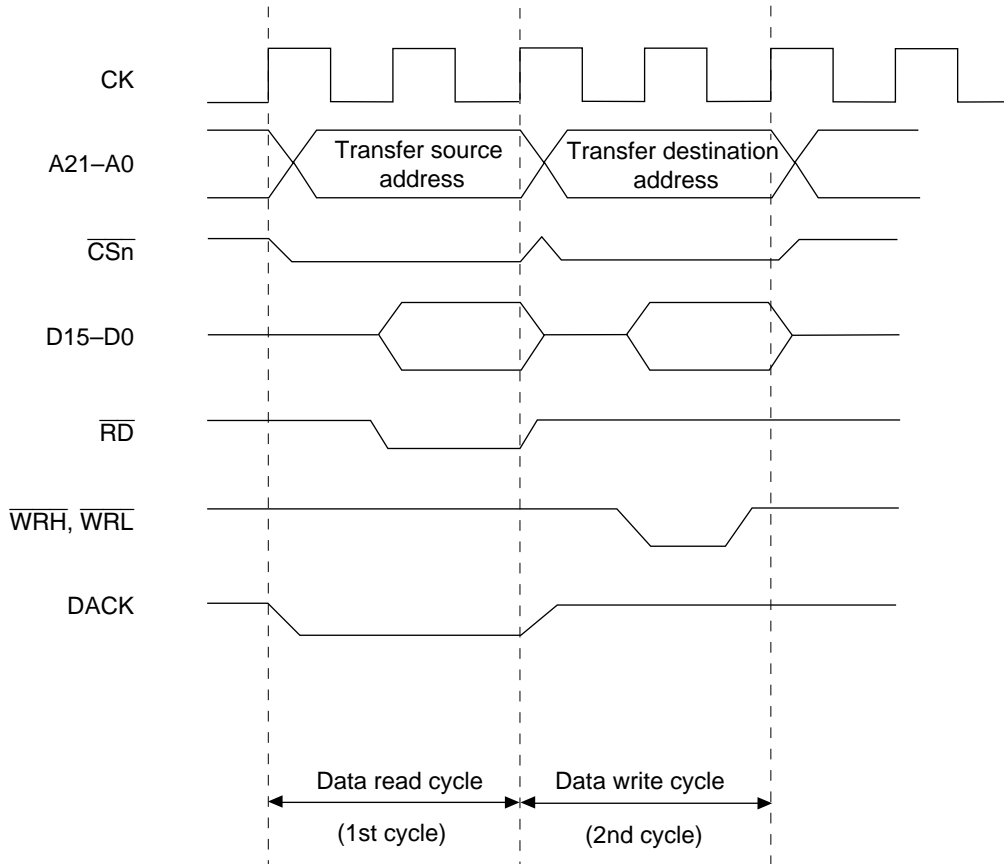 CK
A21–A0
Transfer source
address
Transfer destination
address
CSn
D15–D0
RD
WRH, WRL
DACK
Data read cycle
Data write cycle
(1st cycle)
(2nd cycle)